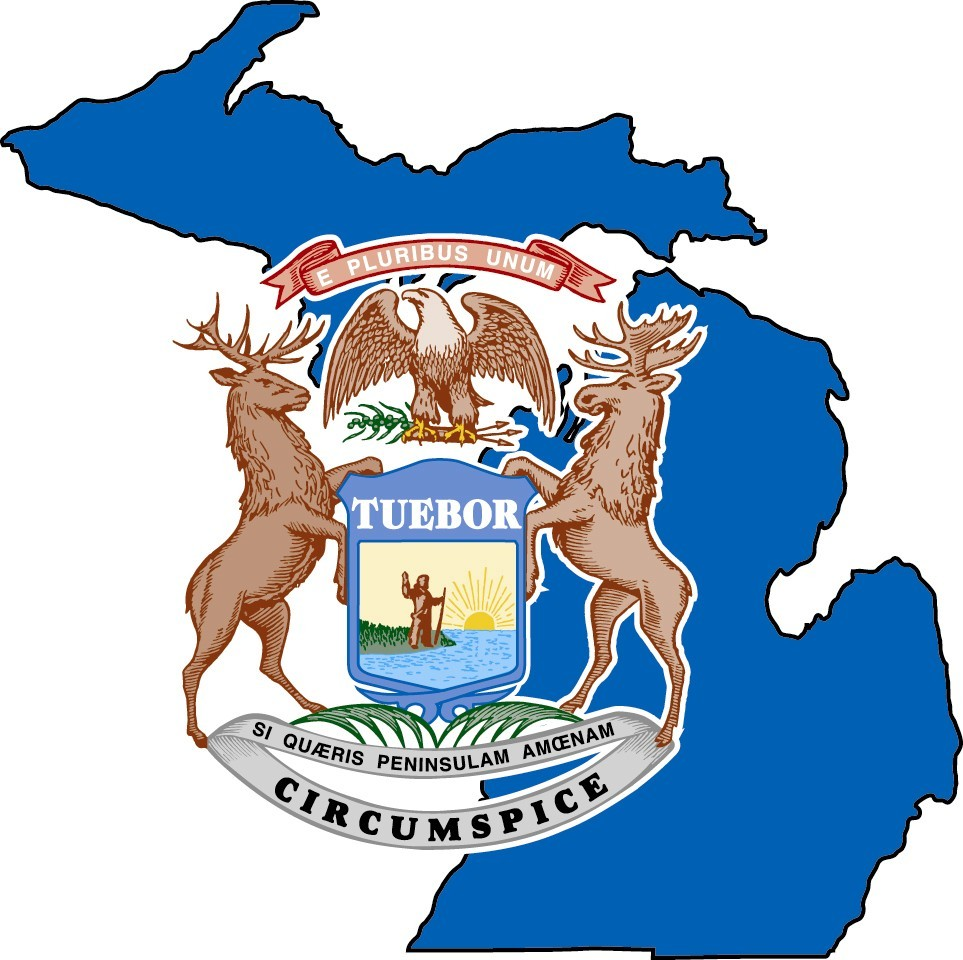 E PLURIBUS UNUM
TUEBOR
SI QUÆRIS PENINSULAM AMŒNAM
CIRCUMSPICE